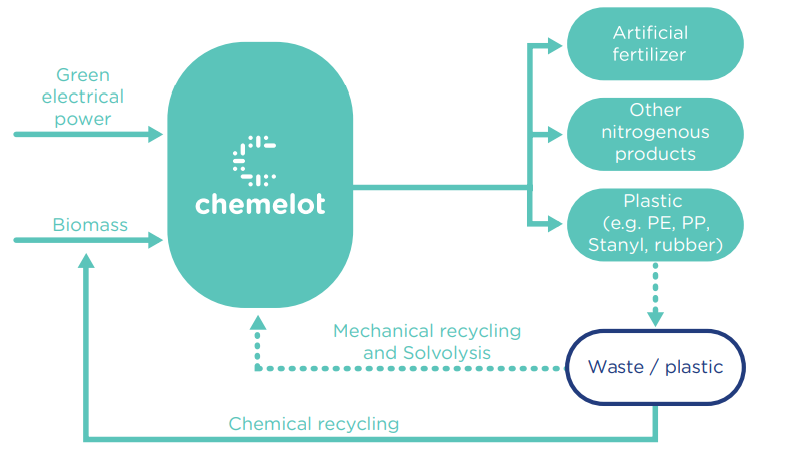 Green
electrical
power
Biomass
chemelot
Artificial
fertilizer
Other
nitrogenous
products
Plastic
(e.g. PE, PP,
Stanyl, rubber)
Mechanical recycling
and Solvolysis
Waste / plastic
Chemical recycling